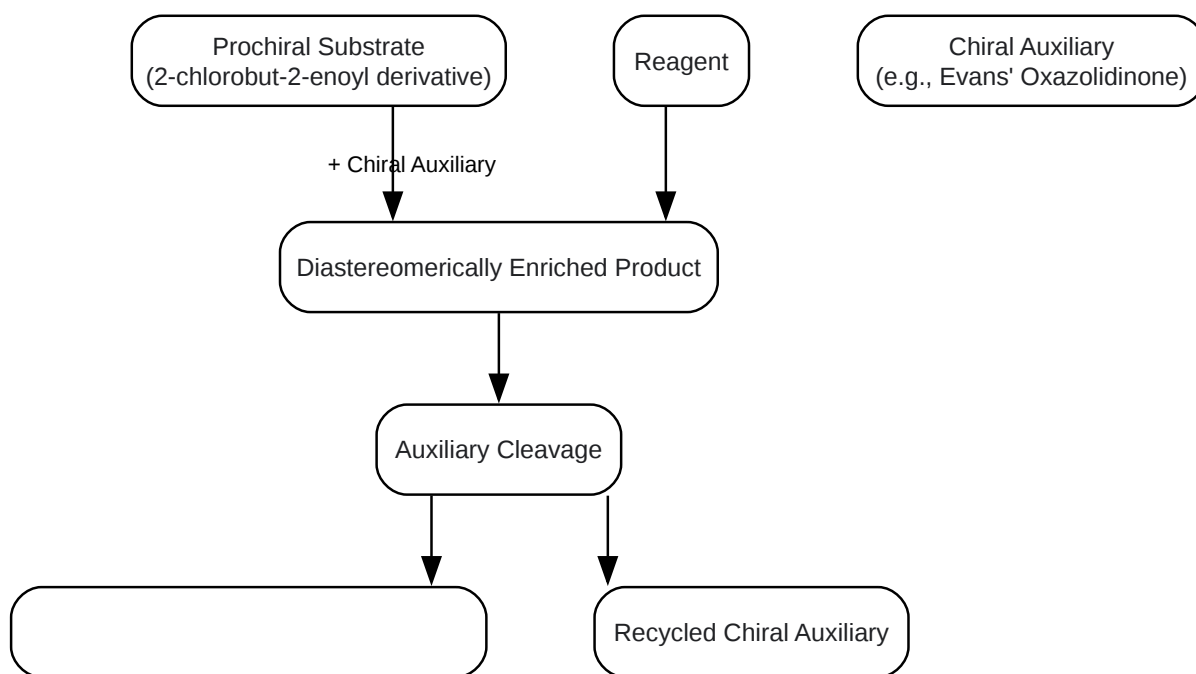 Prochiral Substrate
(2-chlorobut-2-enoyl derivative)
Reagent
Chiral Auxiliary
(e.g., Evans' Oxazolidinone)
+ Chiral Auxiliary
Diastereomerically Enriched Product
Auxiliary Cleavage
Recycled Chiral Auxiliary